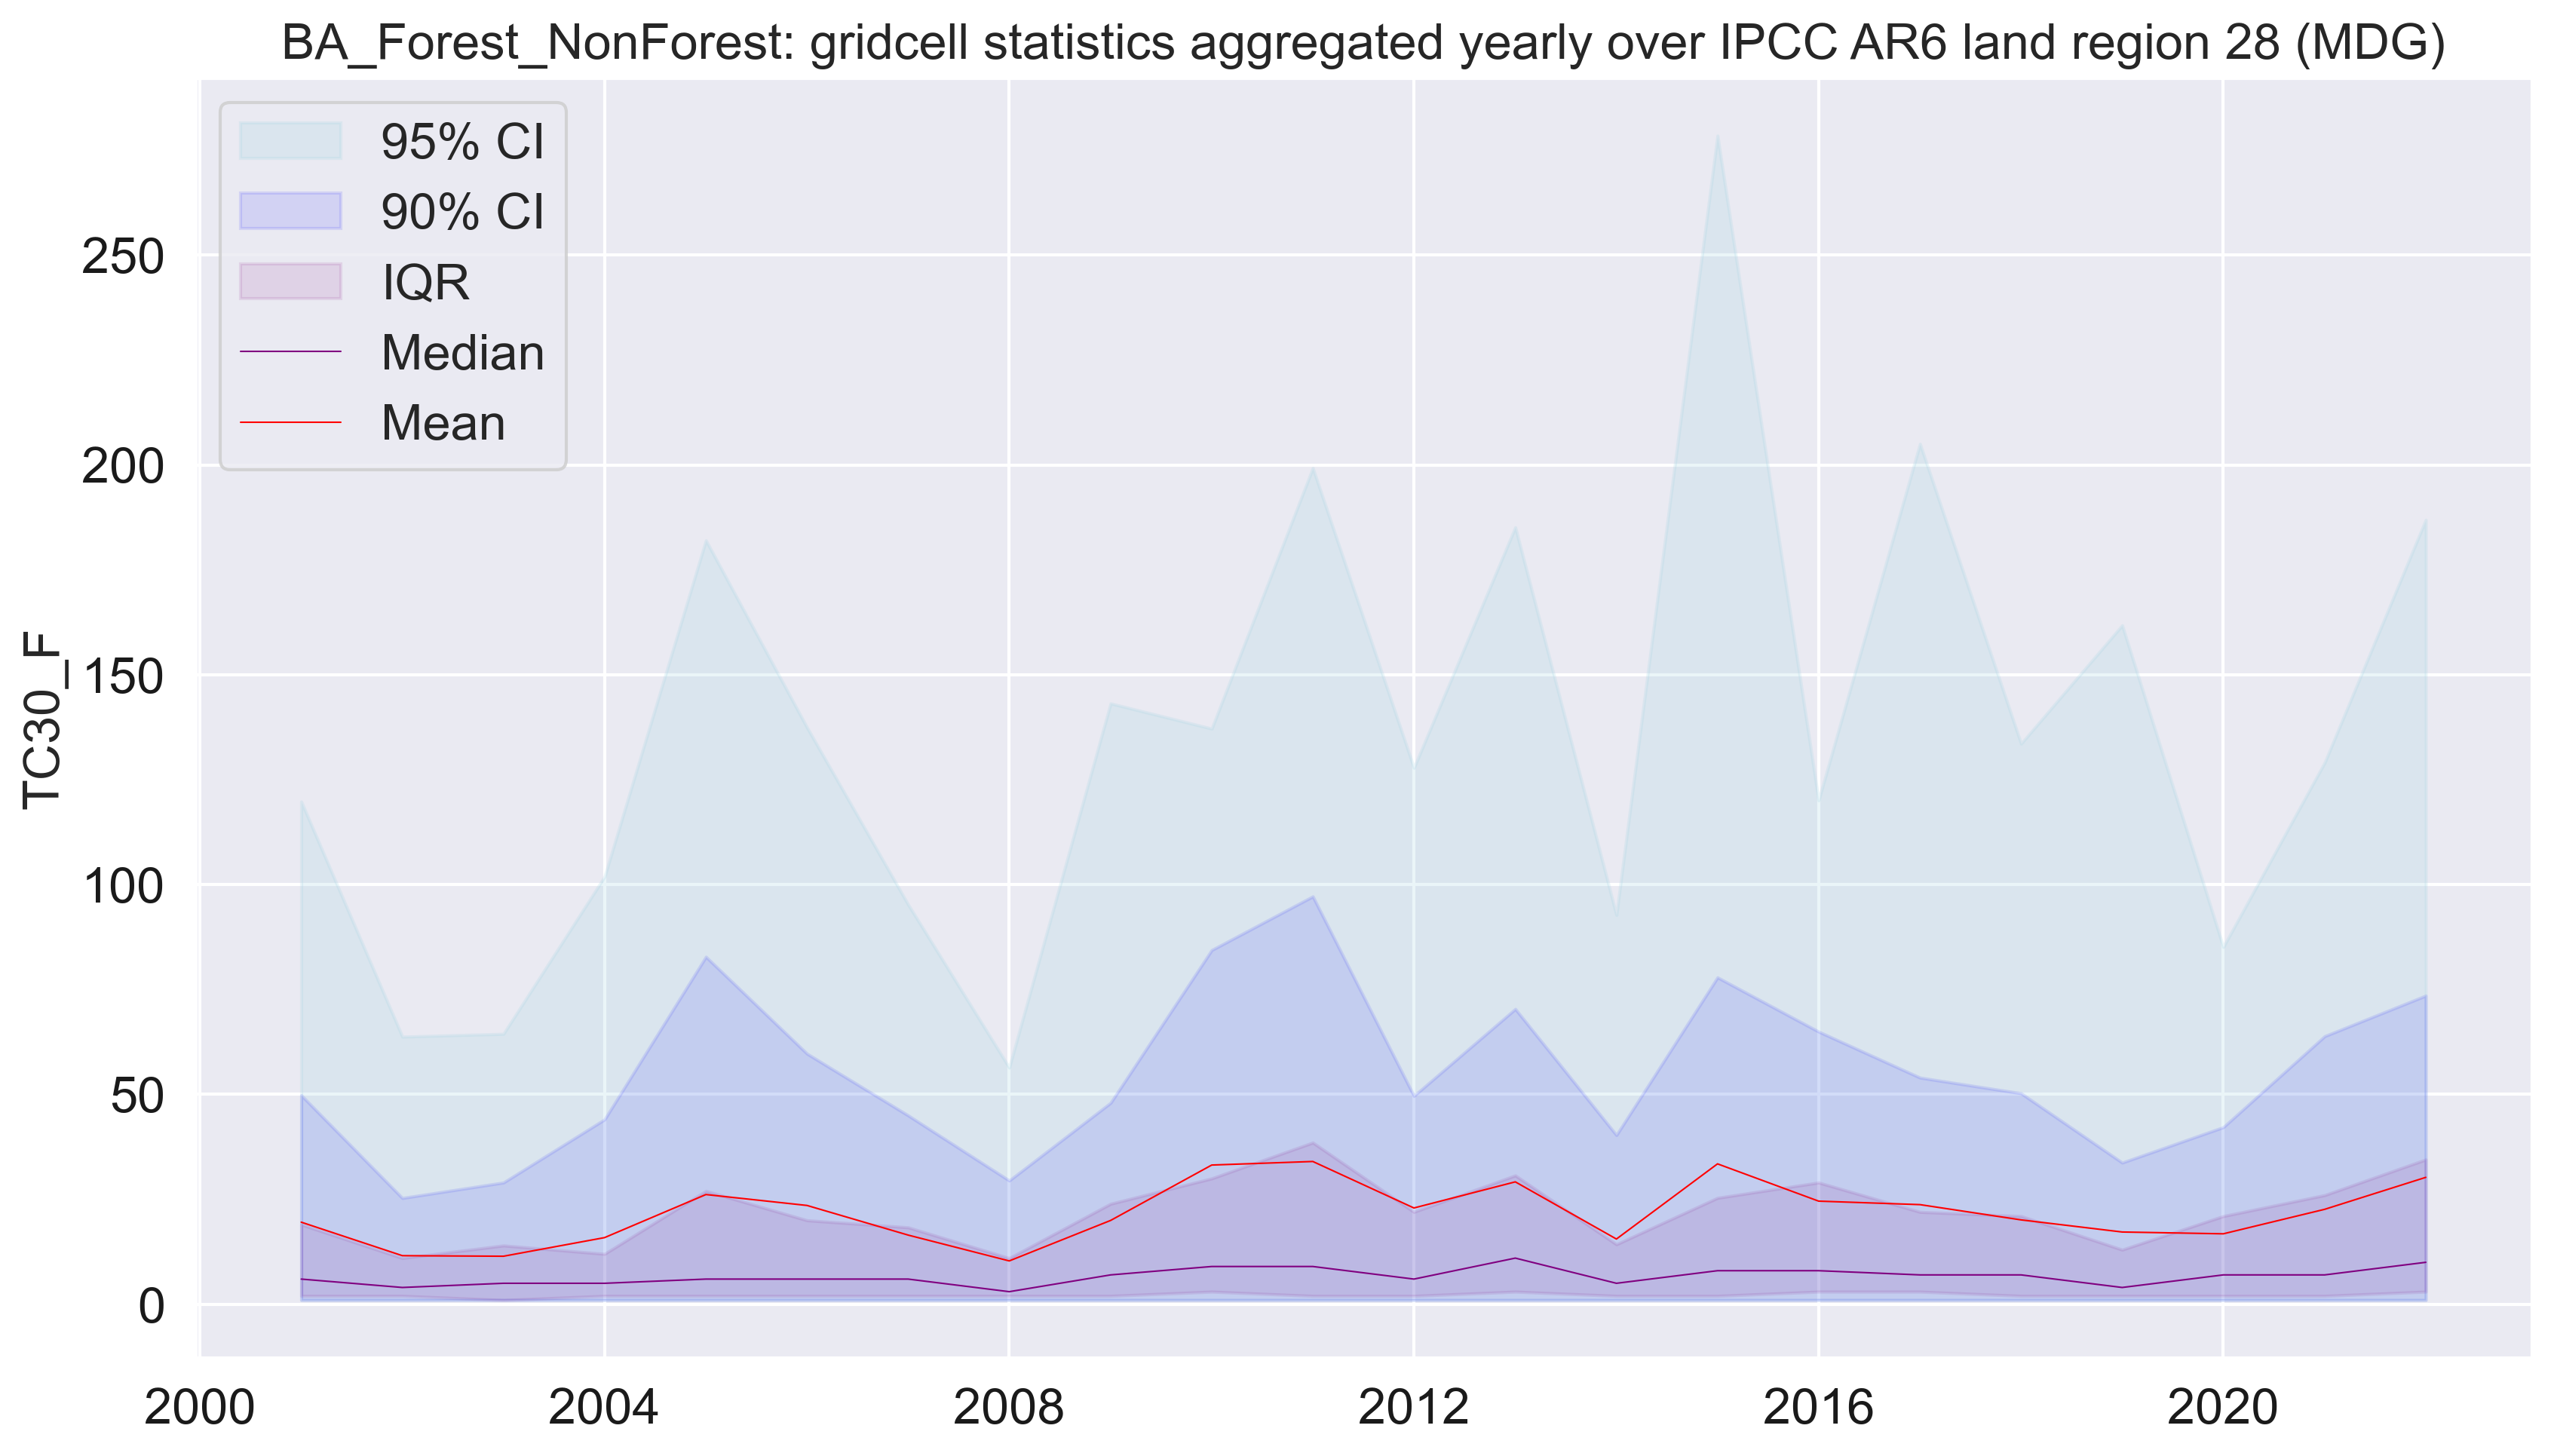 BA_Forest_NonForest: gridcell statistics aggregated yearly over IPCC AR6 land region 28 (MDG)
95% CI
90% CI
IQR
Median
Mean
TC30_F
250
200
150
100
50
0
2000
2004
2008
2012
2016
2020